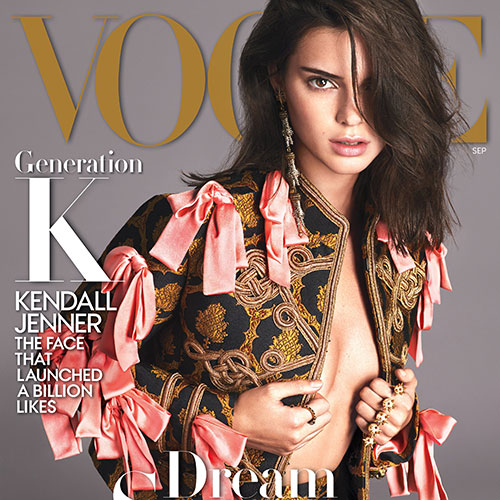 VOGUE
SEP
Generation
K
KENDALL
JENNER
THE FACE
THAT
LAUNCHED
A BILLION
LIKES
Dream